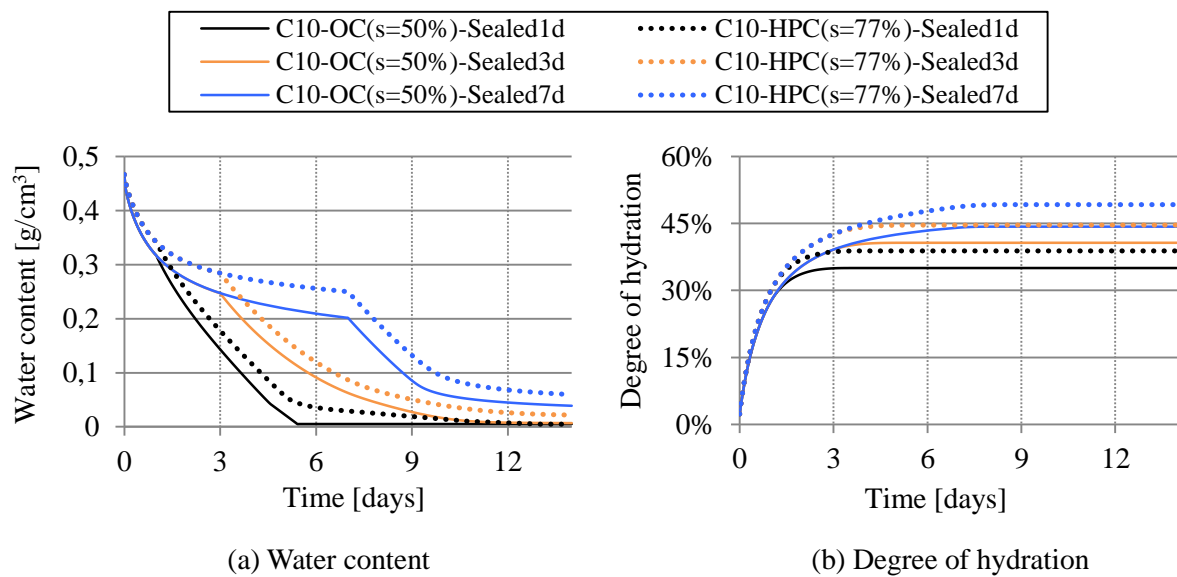 C10-OC(s=50%)-Sealed1d C10-HPC(s=77%)-Sealed1d
C10-OC(s=50%)-Sealed3d C10-HPC(s=77%)-Sealed3d
C10-OC(s=50%)-Sealed7d C10-HPC(s=77%)-Sealed7d
Water content [g/cm³]
0,5
0,4
0,3
0,2
0,1
0
0 3 6 9 12
Time [days]
(a) Water content
Degree of hydration
60%
45%
30%
15%
0%
0 3 6 9 12
Time [days]
(b) Degree of hydration